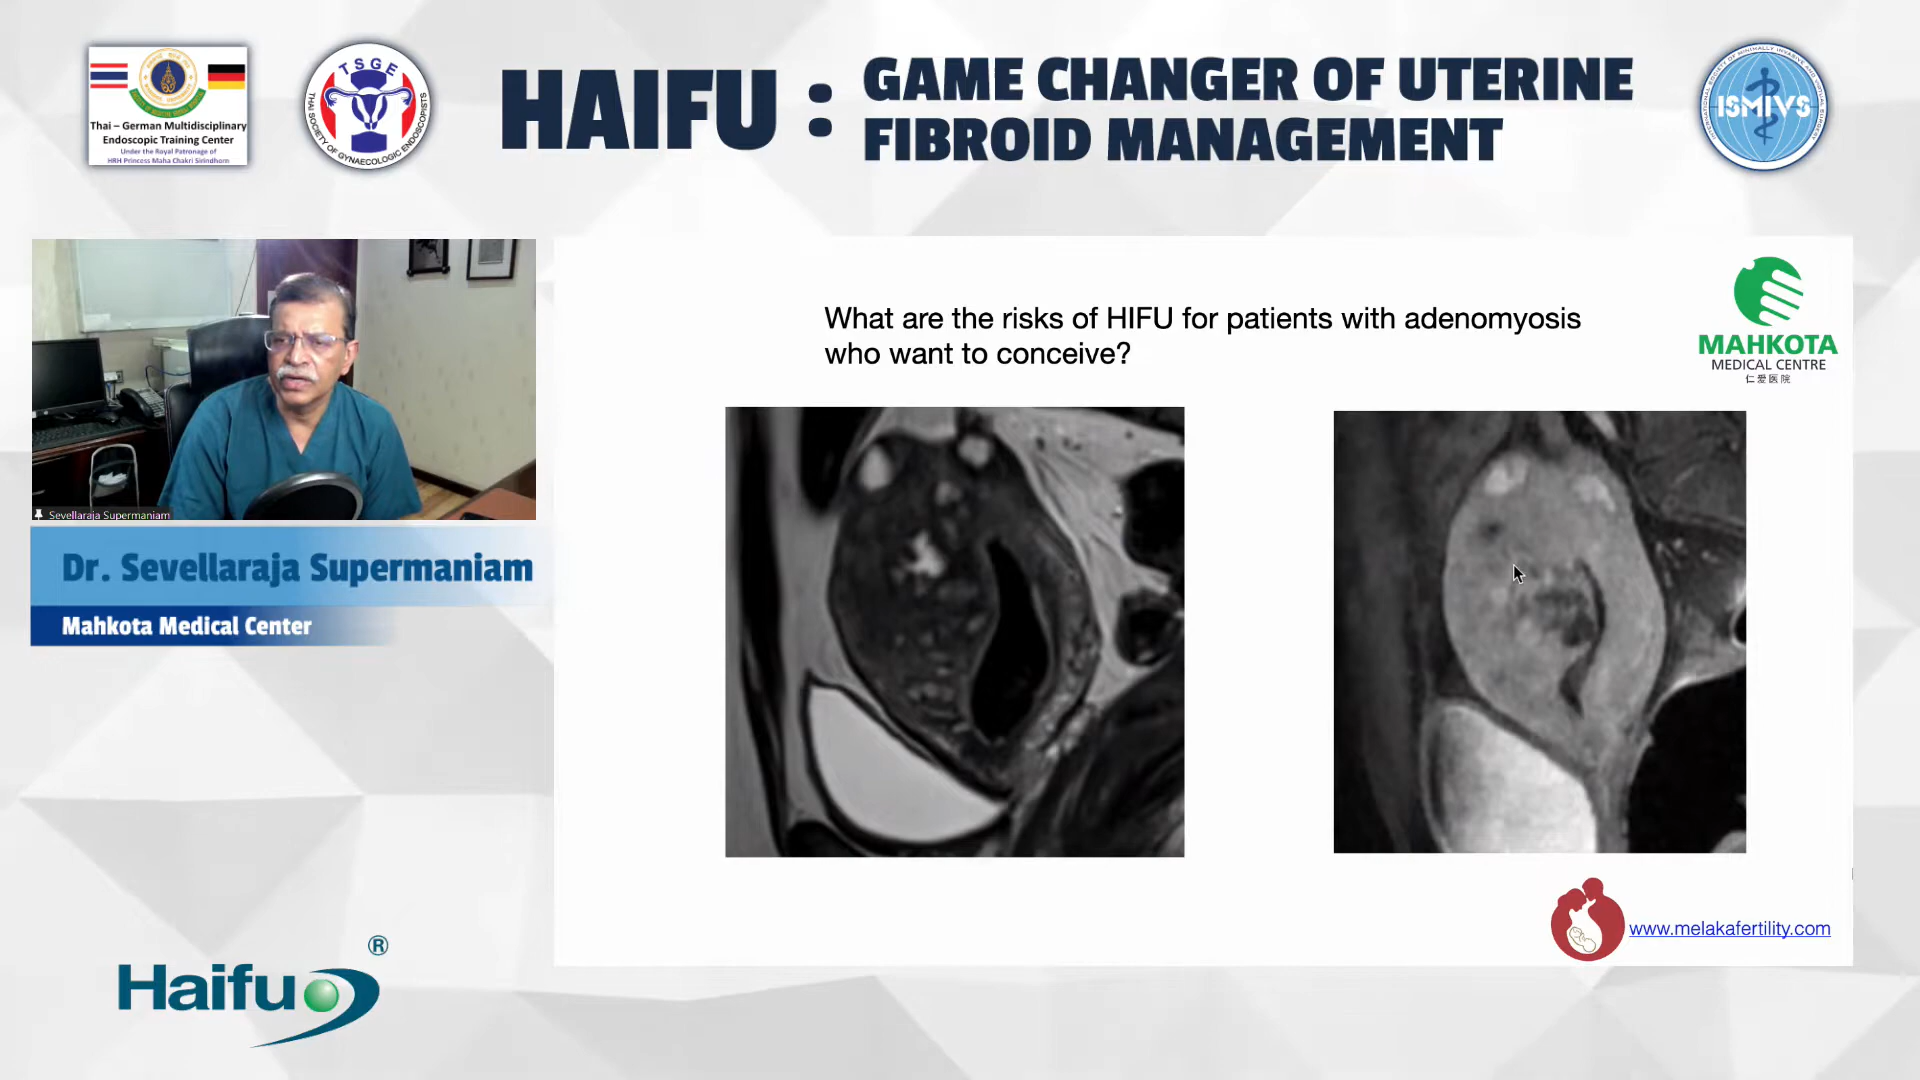 Thai – German Multidisciplinary
Endoscopic Training Center
Under the Royal Patronage of
HRH Princess Maha Chakri Sirindhorn
TSGE
THAI SOCIETY OF GYNAECOLOGIC ENDOSCOPISTS
HAIFU :
GAME CHANGER OF UTERINE
FIBROID MANAGEMENT
ISMIVS
What are the risks of HIFU for patients with adenomyosis
who want to conceive?
MAHKOTA
MEDICAL CENTRE
仁爱医院
Sevellaraja Supermaniam
Dr. Sevellaraja Supermaniam
Mahkota Medical Center
www.melakafertility.com
Haifu®